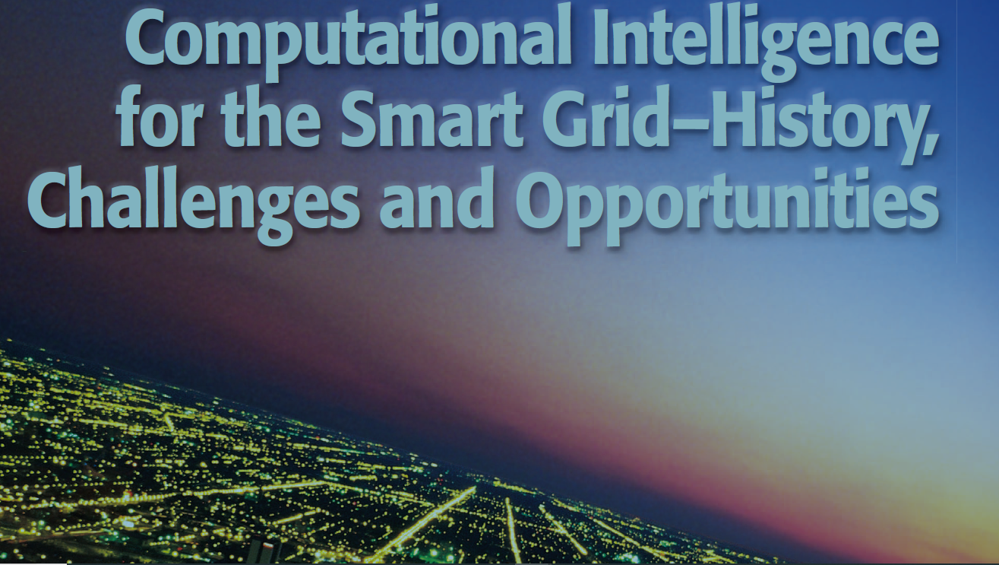 Computational Intelligence
for the Smart Grid–History,
Challenges and Opportunities